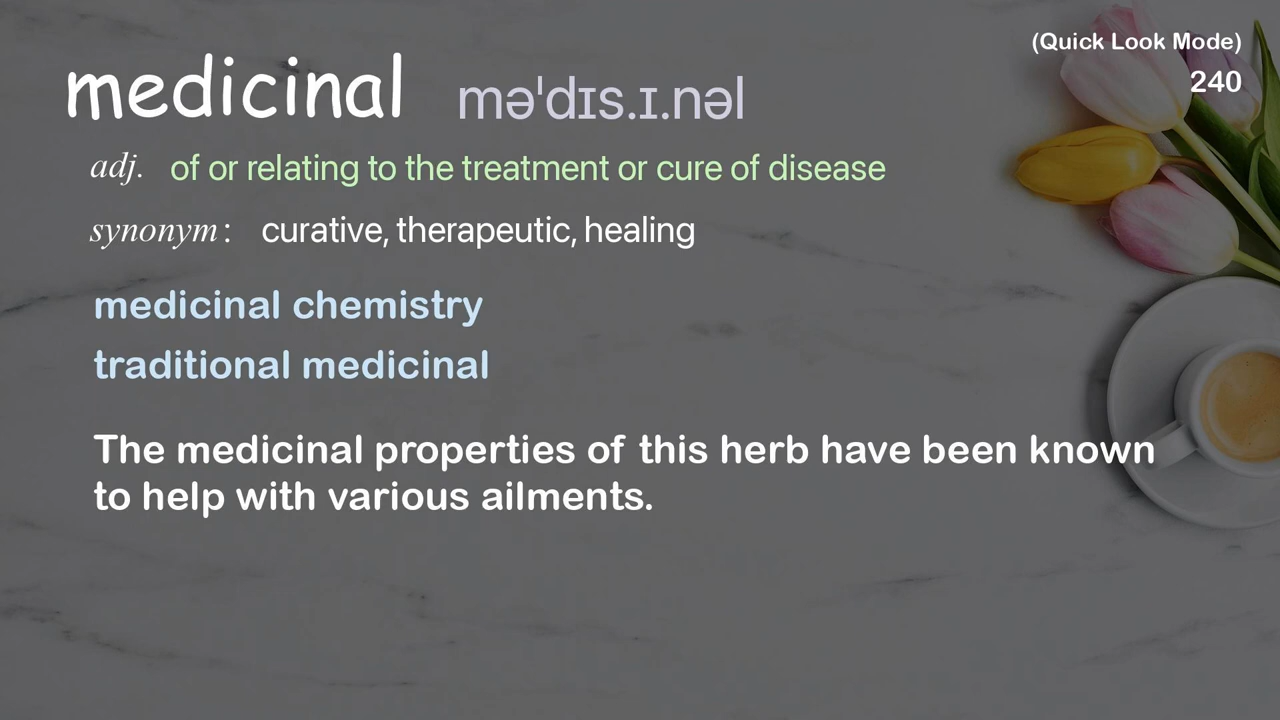 (Quick Look Mode)
240
medicinal məˈdɪs.ɪ.nəl
adj. of or relating to the treatment or cure of disease
synonym: curative, therapeutic, healing
medicinal chemistry
traditional medicinal
The medicinal properties of this herb have been known
to help with various ailments.